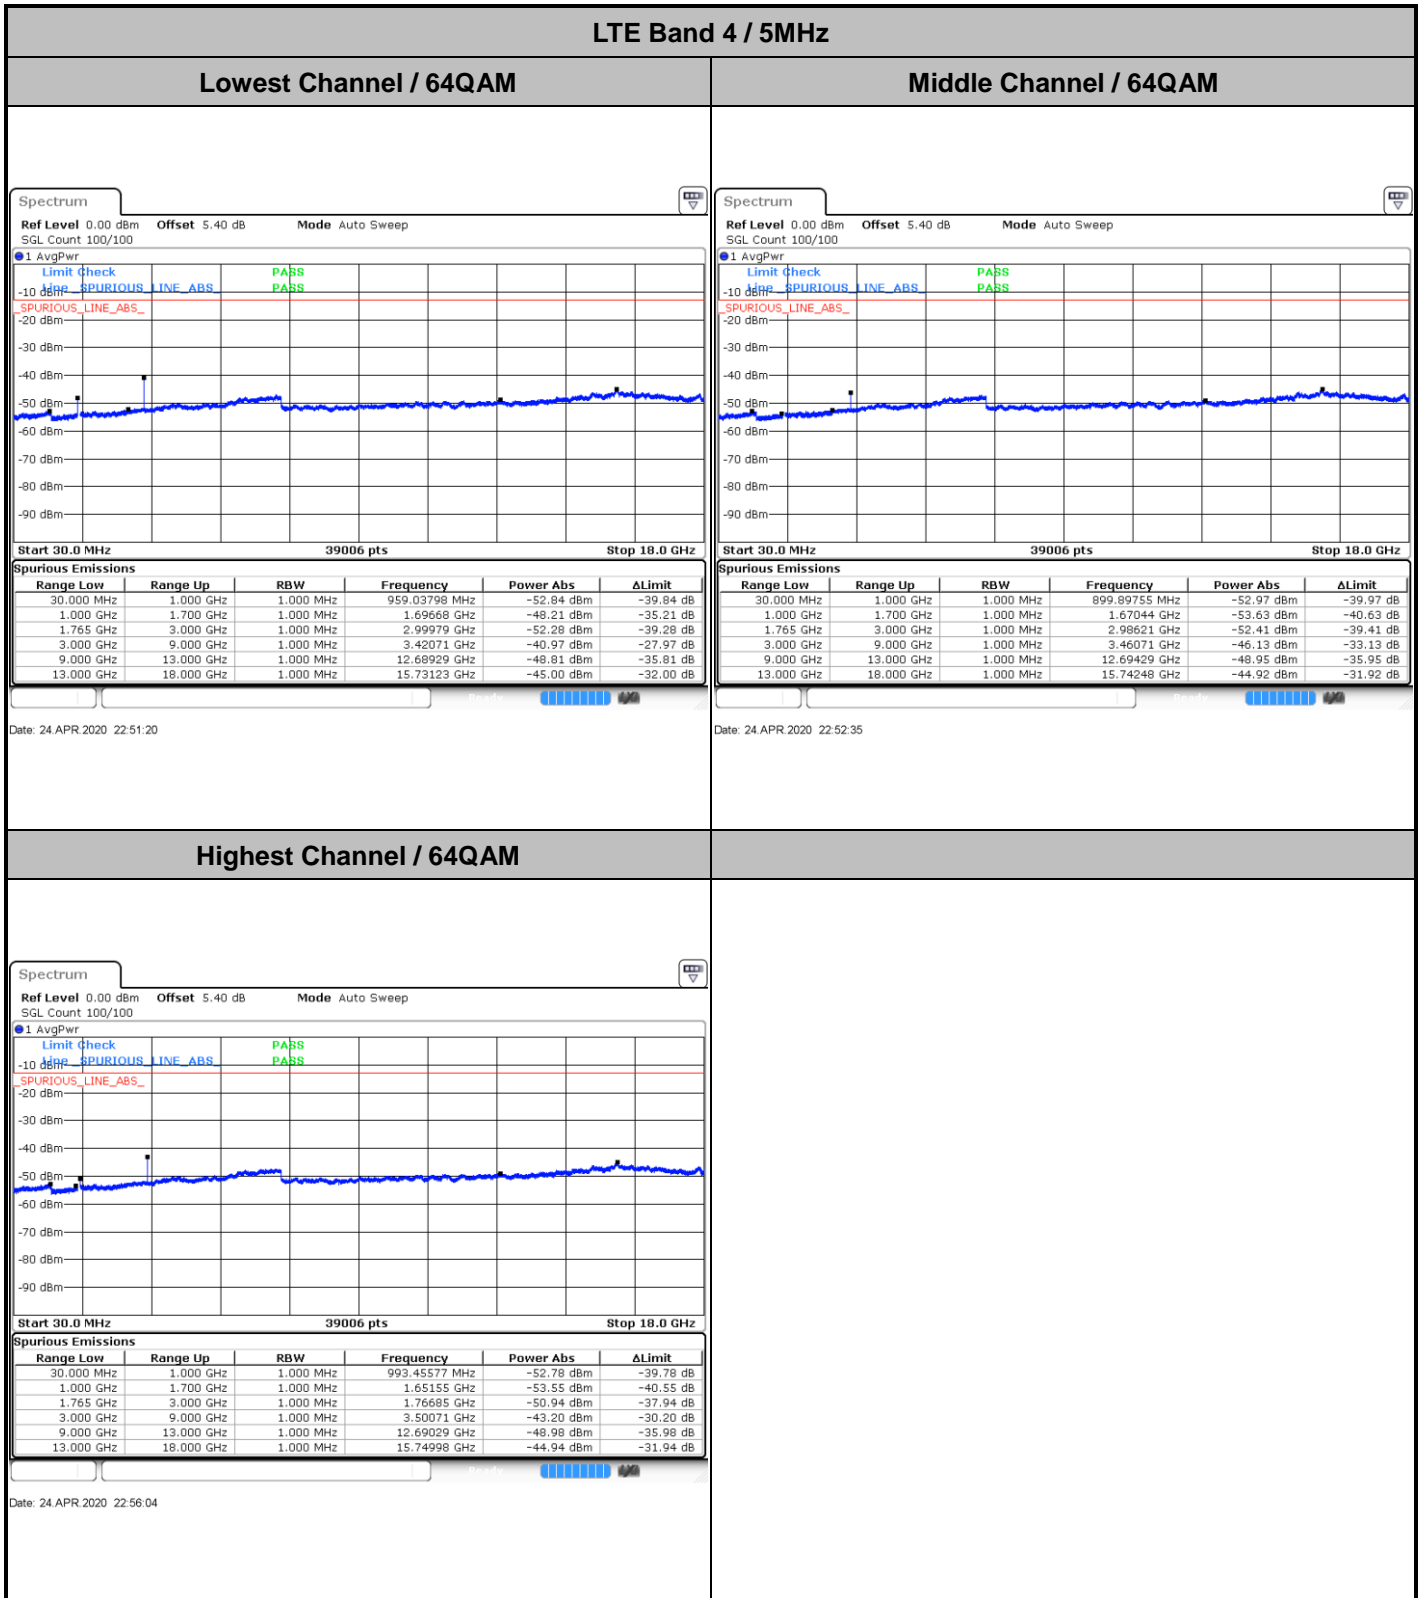 LTE Band 4 / 5MHz
Lowest Channel / 64QAM
Middle Channel / 64QAM
Spectrum
Ref Level 0.00 dBm Offset 5.40 dB Mode Auto Sweep
SGL Count 100/100
1 AvgPwr
Limit Check PASS
Line _SPURIOUS_LINE_ABS_ PASS
-10 dBm
_SPURIOUS_LINE_ABS_
-20 dBm
-30 dBm
-40 dBm
-50 dBm
-60 dBm
-70 dBm
-80 dBm
-90 dBm
Start 30.0 MHz 39006 pts Stop 18.0 GHz
Spurious Emissions
Range Low Range Up RBW Frequency Power Abs ΔLimit
30.000 MHz 1.000 GHz 1.000 MHz 959.03798 MHz -52.84 dBm -39.84 dB
1.000 GHz 1.700 GHz 1.000 MHz 1.69668 GHz -48.21 dBm -35.21 dB
1.765 GHz 3.000 GHz 1.000 MHz 2.99979 GHz -52.28 dBm -39.28 dB
3.000 GHz 9.000 GHz 1.000 MHz 3.42071 GHz -40.97 dBm -27.97 dB
9.000 GHz 13.000 GHz 1.000 MHz 12.68929 GHz -48.81 dBm -35.81 dB
13.000 GHz 18.000 GHz 1.000 MHz 15.73123 GHz -45.00 dBm -32.00 dB
Date: 24.APR.2020 22:51:20
Spectrum
Ref Level 0.00 dBm Offset 5.40 dB Mode Auto Sweep
SGL Count 100/100
1 AvgPwr
Limit Check PASS
Line _SPURIOUS_LINE_ABS_ PASS
-10 dBm
_SPURIOUS_LINE_ABS_
-20 dBm
-30 dBm
-40 dBm
-50 dBm
-60 dBm
-70 dBm
-80 dBm
-90 dBm
Start 30.0 MHz 39006 pts Stop 18.0 GHz
Spurious Emissions
Range Low Range Up RBW Frequency Power Abs ΔLimit
30.000 MHz 1.000 GHz 1.000 MHz 899.89755 MHz -52.97 dBm -39.97 dB
1.000 GHz 1.700 GHz 1.000 MHz 1.67044 GHz -53.63 dBm -40.63 dB
1.765 GHz 3.000 GHz 1.000 MHz 2.98621 GHz -52.41 dBm -39.41 dB
3.000 GHz 9.000 GHz 1.000 MHz 3.46071 GHz -46.13 dBm -33.13 dB
9.000 GHz 13.000 GHz 1.000 MHz 12.69429 GHz -48.95 dBm -35.95 dB
13.000 GHz 18.000 GHz 1.000 MHz 15.74248 GHz -44.92 dBm -31.92 dB
Date: 24.APR.2020 22:52:35
Highest Channel / 64QAM
Spectrum
Ref Level 0.00 dBm Offset 5.40 dB Mode Auto Sweep
SGL Count 100/100
1 AvgPwr
Limit Check PASS
Line _SPURIOUS_LINE_ABS_ PASS
-10 dBm
_SPURIOUS_LINE_ABS_
-20 dBm
-30 dBm
-40 dBm
-50 dBm
-60 dBm
-70 dBm
-80 dBm
-90 dBm
Start 30.0 MHz 39006 pts Stop 18.0 GHz
Spurious Emissions
Range Low Range Up RBW Frequency Power Abs ΔLimit
30.000 MHz 1.000 GHz 1.000 MHz 993.45577 MHz -52.78 dBm -39.78 dB
1.000 GHz 1.700 GHz 1.000 MHz 1.65155 GHz -53.55 dBm -40.55 dB
1.765 GHz 3.000 GHz 1.000 MHz 1.76685 GHz -50.94 dBm -37.94 dB
3.000 GHz 9.000 GHz 1.000 MHz 3.50071 GHz -43.20 dBm -30.20 dB
9.000 GHz 13.000 GHz 1.000 MHz 12.69029 GHz -48.98 dBm -35.98 dB
13.000 GHz 18.000 GHz 1.000 MHz 15.74998 GHz -44.94 dBm -31.94 dB
Date: 24.APR.2020 22:56:04